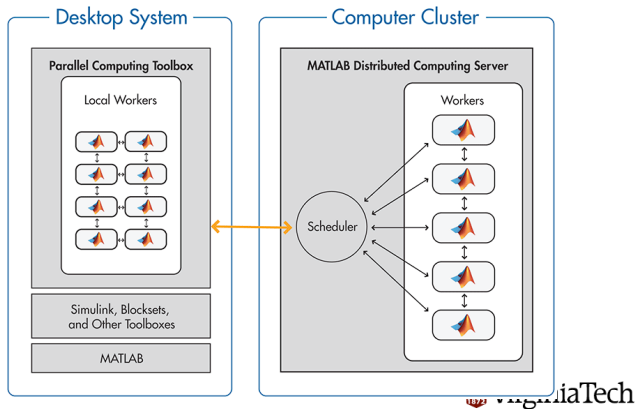 Desktop System
Parallel Computing Toolbox
Local Workers
Simulink, Blocksets,
and Other Toolboxes
MATLAB
Computer Cluster
MATLAB Distributed Computing Server
Workers
Scheduler
1872
VirginiaTech